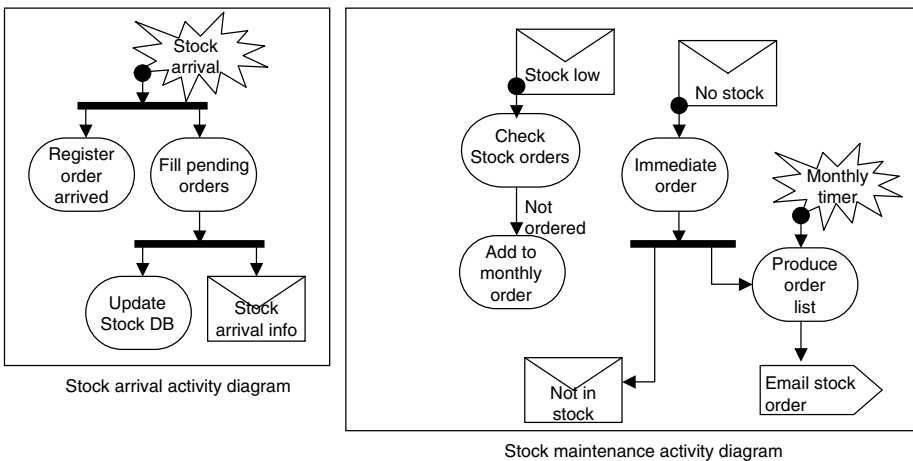 Stock
arrival
Register
order
arrived
Fill pending
orders
Update
Stock DB
Stock
arrival info
Stock arrival activity diagram
Stock low
No stock
Check
Stock orders
Immediate
order
Monthly
timer
Not
ordered
Add to
monthly
order
Produce
order
list
Not in
stock
Email stock
order
Stock maintenance activity diagram